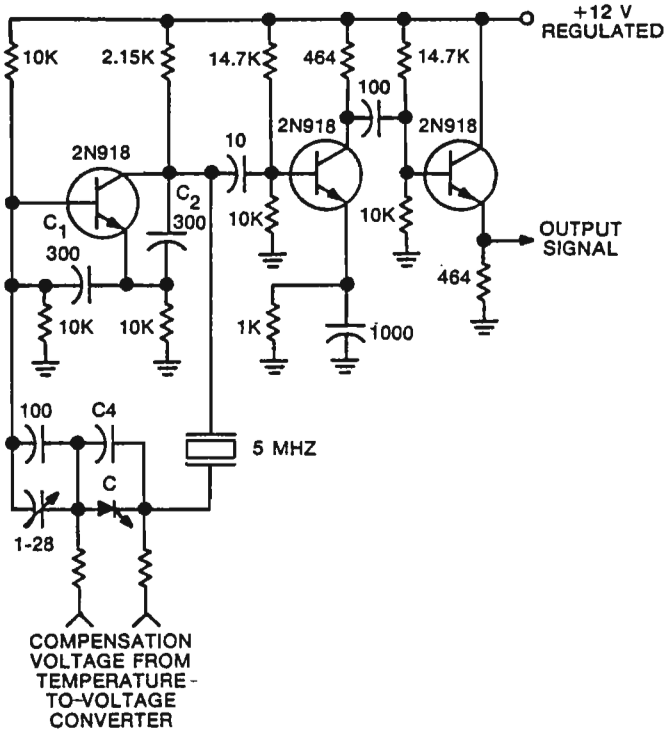 +12 V
REGULATED
10K
2.15K
14.7K
464
14.7K
100
2N918
10
2N918
2N918
C2
300
C1
300
10K
10K
OUTPUT
SIGNAL
10K
10K
1K
1000
464
100
C4
5 MHZ
C
1-28
COMPENSATION
VOLTAGE FROM
TEMPERATURE-
TO-VOLTAGE
CONVERTER